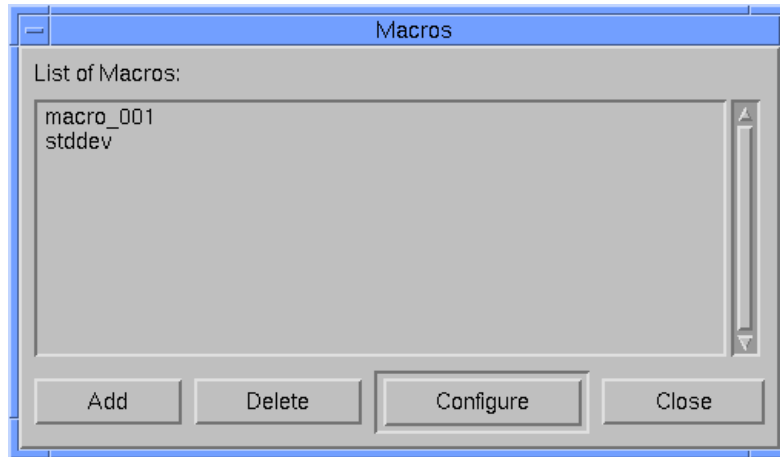 Macros
List of Macros:
macro_001
stddev
Add Delete Configure Close